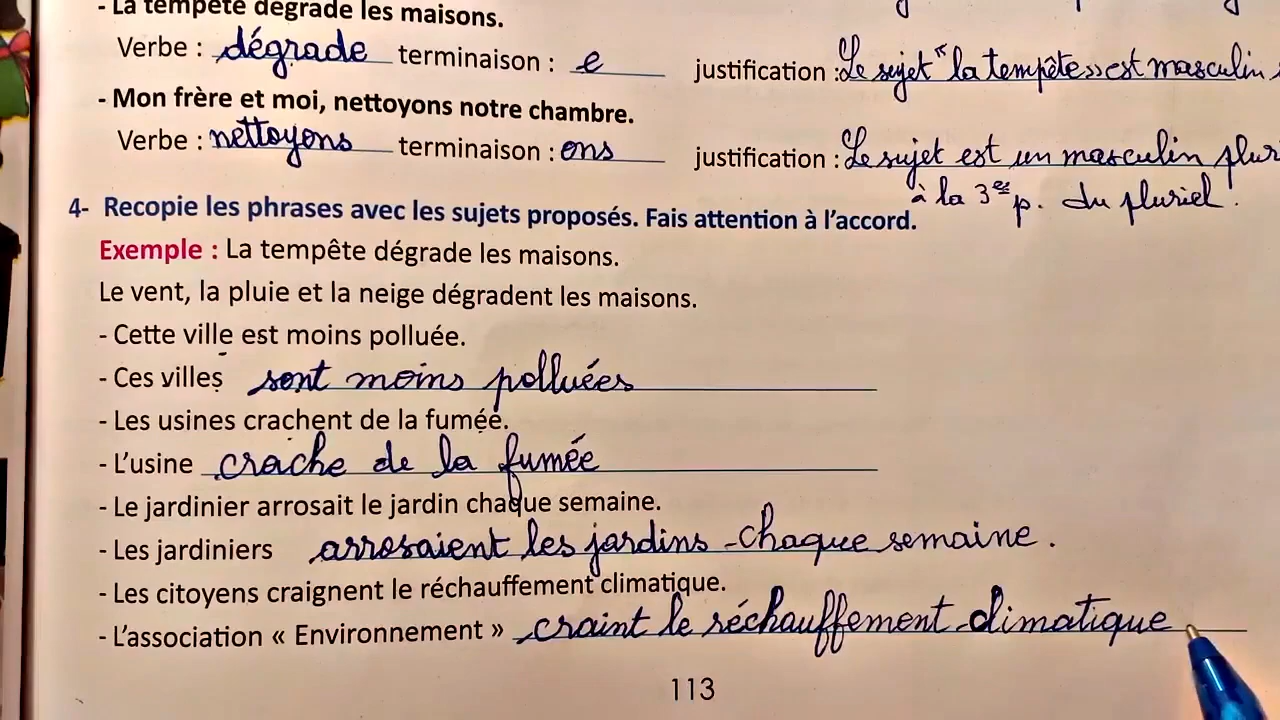 - La tempête dégrade les maisons.
Verbe : dégrade terminaison : e justification : Le sujet « la tempête » est masculin
- Mon frère et moi, nettoyons notre chambre.
Verbe : nettoyons terminaison : ons justification : Le sujet est un masculin plur
à la 3es p. du pluriel.
4- Recopie les phrases avec les sujets proposés. Fais attention à l'accord.
Exemple : La tempête dégrade les maisons.
Le vent, la pluie et la neige dégradent les maisons.
- Cette ville est moins polluée.
- Ces villes sont moins polluées
- Les usines crachent de la fumée.
- L'usine crache de la fumée
- Le jardinier arrosait le jardin chaque semaine.
- Les jardiniers arrosaient les jardins chaque semaine.
- Les citoyens craignent le réchauffement climatique.
- L'association « Environnement » craint le réchauffement climatique
113